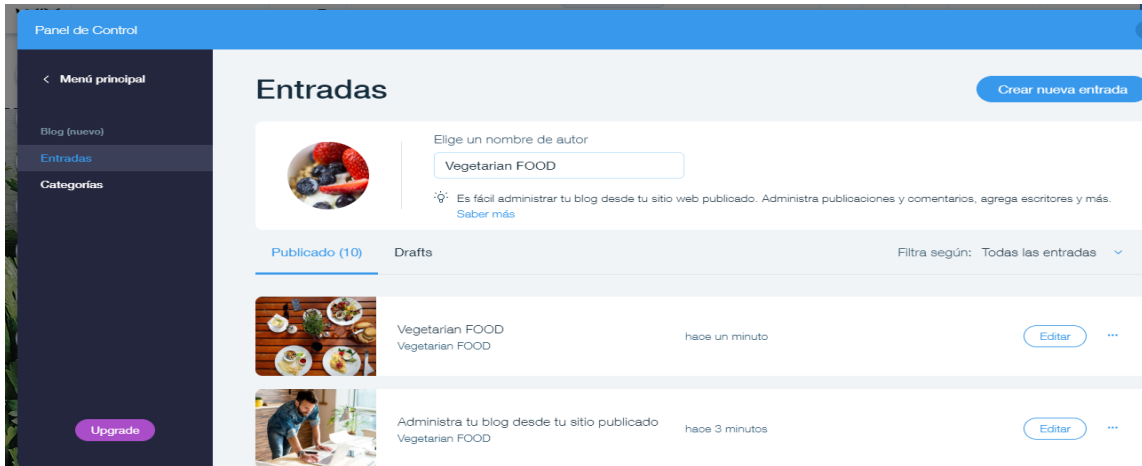 Panel de Control
Menú principal
Blog (nuevo)
Entradas
Categorías
Upgrade
Entradas
Crear nueva entrada
Elige un nombre de autor
Vegetarian FOOD
Es fácil administrar tu blog desde tu sitio web publicado. Administra publicaciones y comentarios, agrega escritores y más.
Saber más
Publicado (10)
Drafts
Filtra según: Todas las entradas
Vegetarian FOOD
Vegetarian FOOD
hace un minuto
Editar
Administra tu blog desde tu sitio publicado
Vegetarian FOOD
hace 3 minutos
Editar